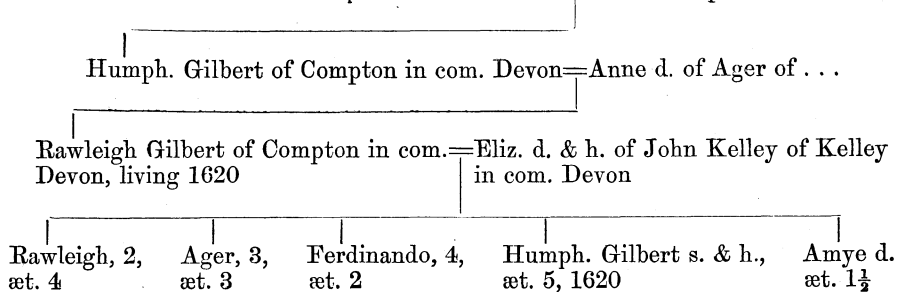 Humph. Gilbert of Compton in com. Devon=Anne d. of Ager of . . .
Rawleigh Gilbert of Compton in com.=Eliz. d. & h. of John Kelley of Kelley
Devon, living 1620
in com. Devon
Rawleigh, 2,
æt. 4
Ager, 3,
æt. 3
Ferdinando, 4,
æt. 2
Humph. Gilbert s. & h.,
æt. 5, 1620
Amye d.
æt. 1½